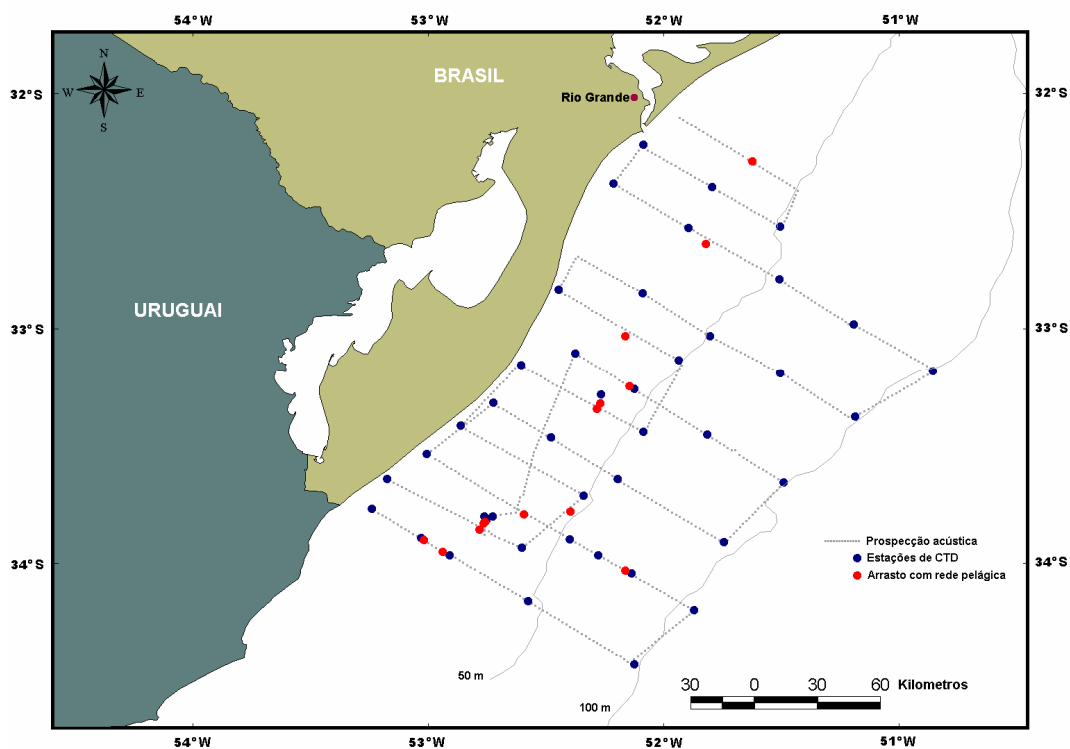 54°W 53°W 52°W 51°W
N
W E
S
BRASIL
Rio Grande
32°S 32°S
URUGUAI
33°S 33°S
Prospecção acústica
Estações de CTD
Arrasto com rede pelágica
34°S 34°S
50 m
100 m
30 0 30 60 Kilometros
54°W 53°W 52°W 51°W